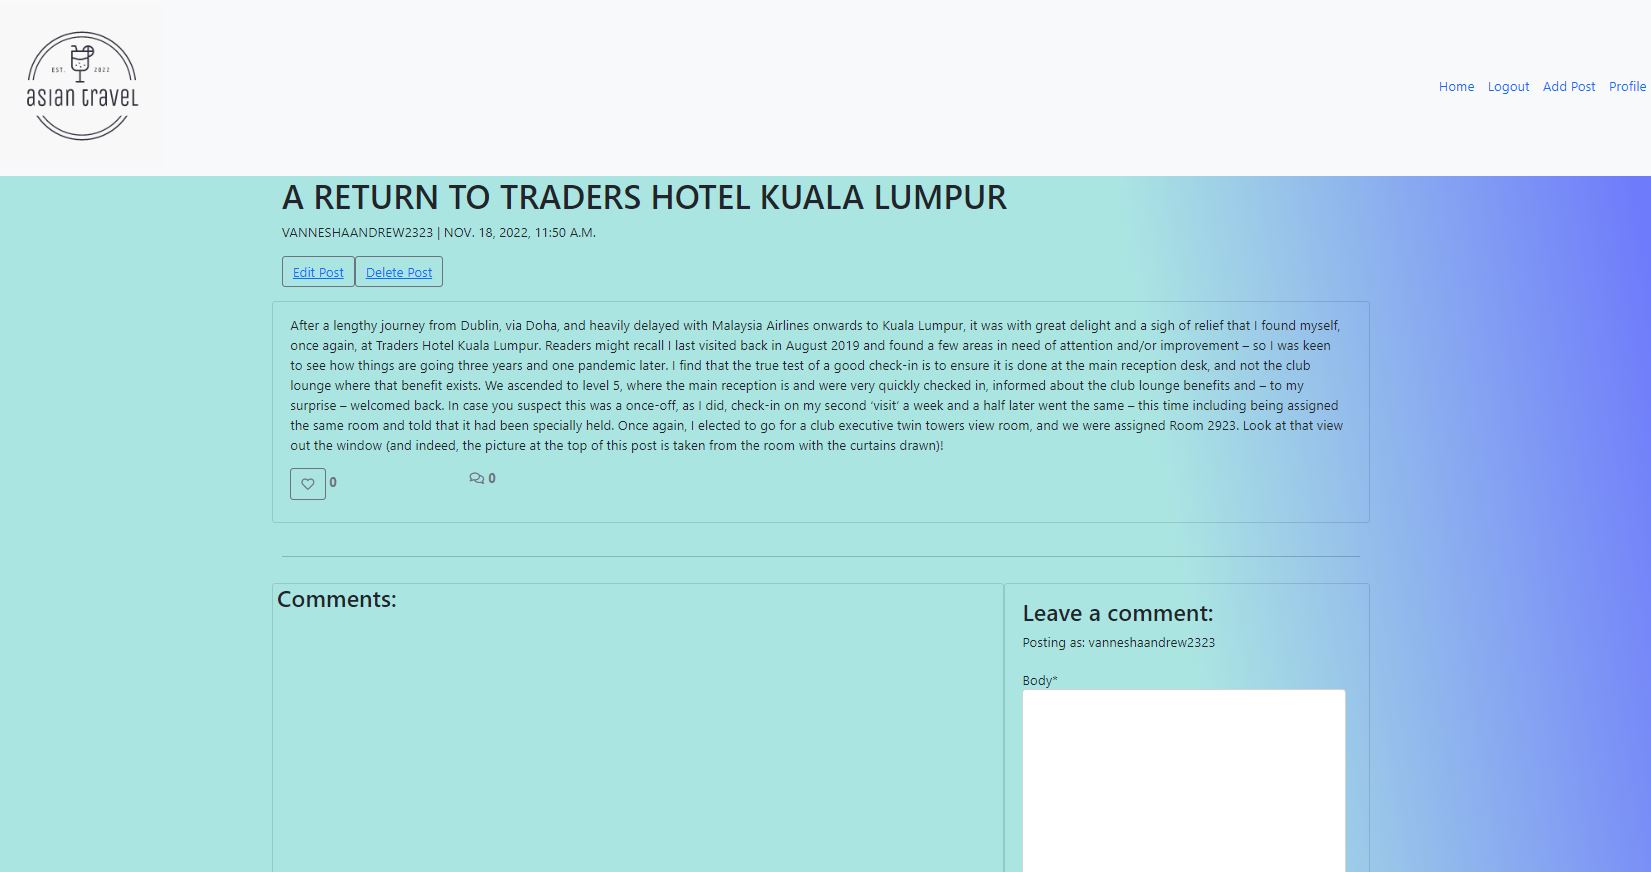 EST. 2022
asian travel
Home Logout Add Post Profile
A RETURN TO TRADERS HOTEL KUALA LUMPUR
VANNESHAANDREW2323 | NOV. 18, 2022, 11:50 A.M.
Edit Post Delete Post
After a lengthy journey from Dublin, via Doha, and heavily delayed with Malaysia Airlines onwards to Kuala Lumpur, it was with great delight and a sigh of relief that I found myself,
once again, at Traders Hotel Kuala Lumpur. Readers might recall I last visited back in August 2019 and found a few areas in need of attention and/or improvement – so I was keen
to see how things are going three years and one pandemic later. I find that the true test of a good check-in is to ensure it is done at the main reception desk, and not the club
lounge where that benefit exists. We ascended to level 5, where the main reception is and were very quickly checked in, informed about the club lounge benefits and – to my
surprise – welcomed back. In case you suspect this was a once-off, as I did, check-in on my second ‘visit’ a week and a half later went the same – this time including being assigned
the same room and told that it had been specially held. Once again, I elected to go for a club executive twin towers view room, and we were assigned Room 2923. Look at that view
out the window (and indeed, the picture at the top of this post is taken from the room with the curtains drawn)!
0 0
Comments:
Leave a comment:
Posting as: vanneshaandrew2323
Body*